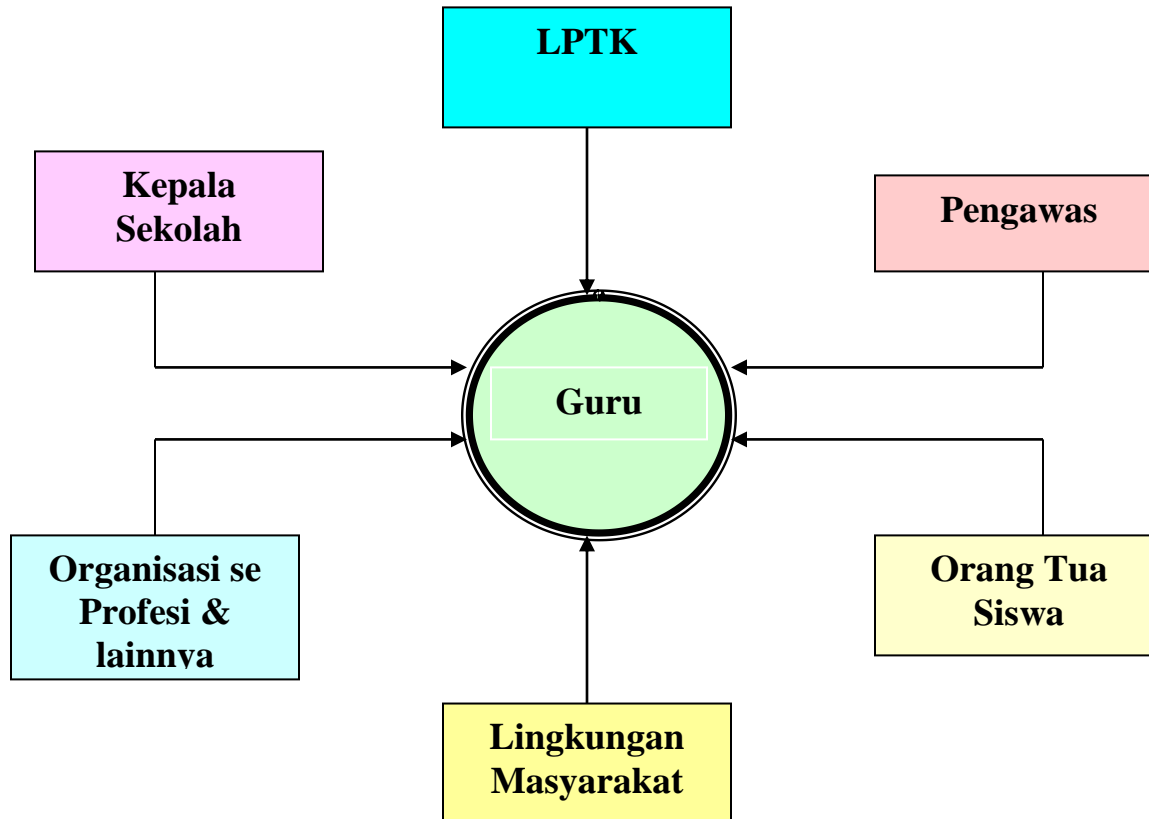 LPTK
Kepala
Sekolah
Pengawas
Guru
Organisasi se
Profesi &
lainnya
Orang Tua
Siswa
Lingkungan
Masyarakat